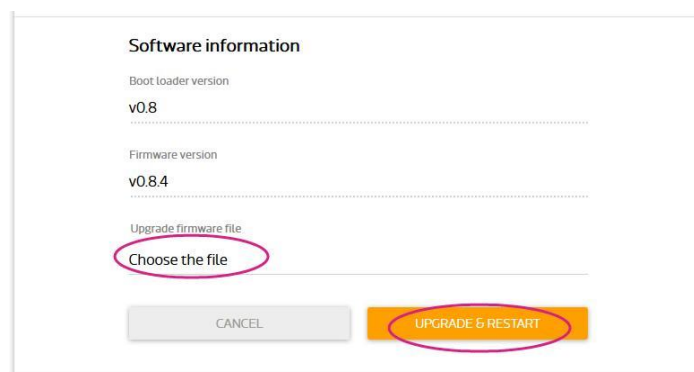 Software information
Boot loader version
v0.8
Firmware version
v0.8.4
Upgrade firmware file
Choose the file
CANCEL
UPGRADE & RESTART